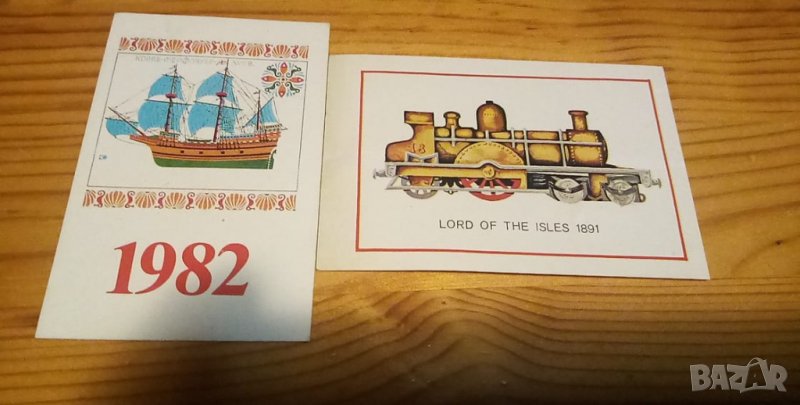 1982
LORD OF THE ISLES 1891
BAZAR